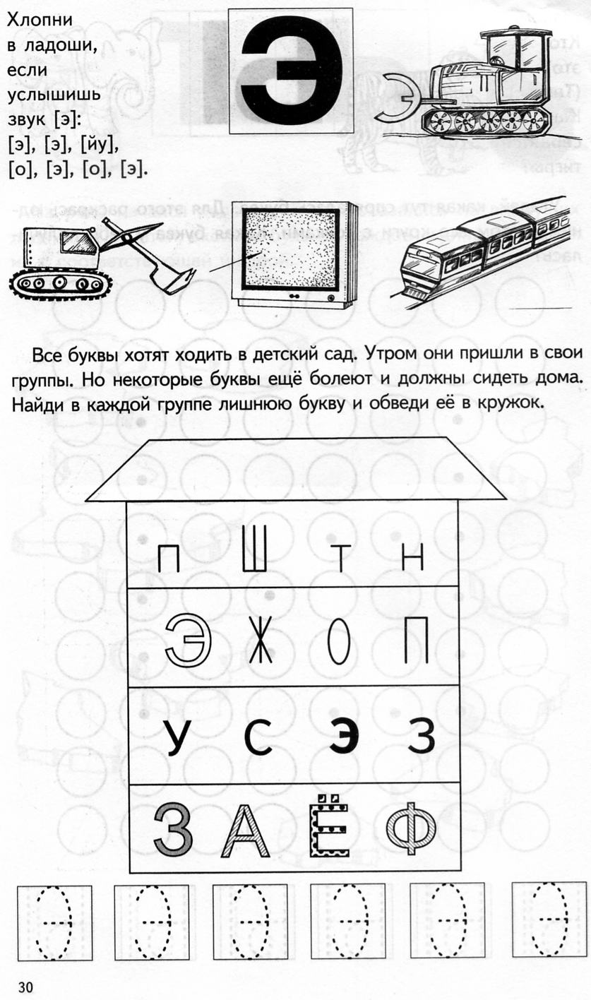 Хлопни
в ладоши,
если
услышишь
звук [э]:
[э], [э], [йу],
[о], [э], [о], [э].
Э
Все буквы хотят ходить в детский сад. Утром они пришли в свои
группы. Но некоторые буквы ещё болеют и должны сидеть дома.
Найди в каждой группе лишнюю букву и обведи её в кружок.
П Ш Т Н
Э Ж О П
У С Э З
З А Ё Ф
Э Э Э Э Э Э
30